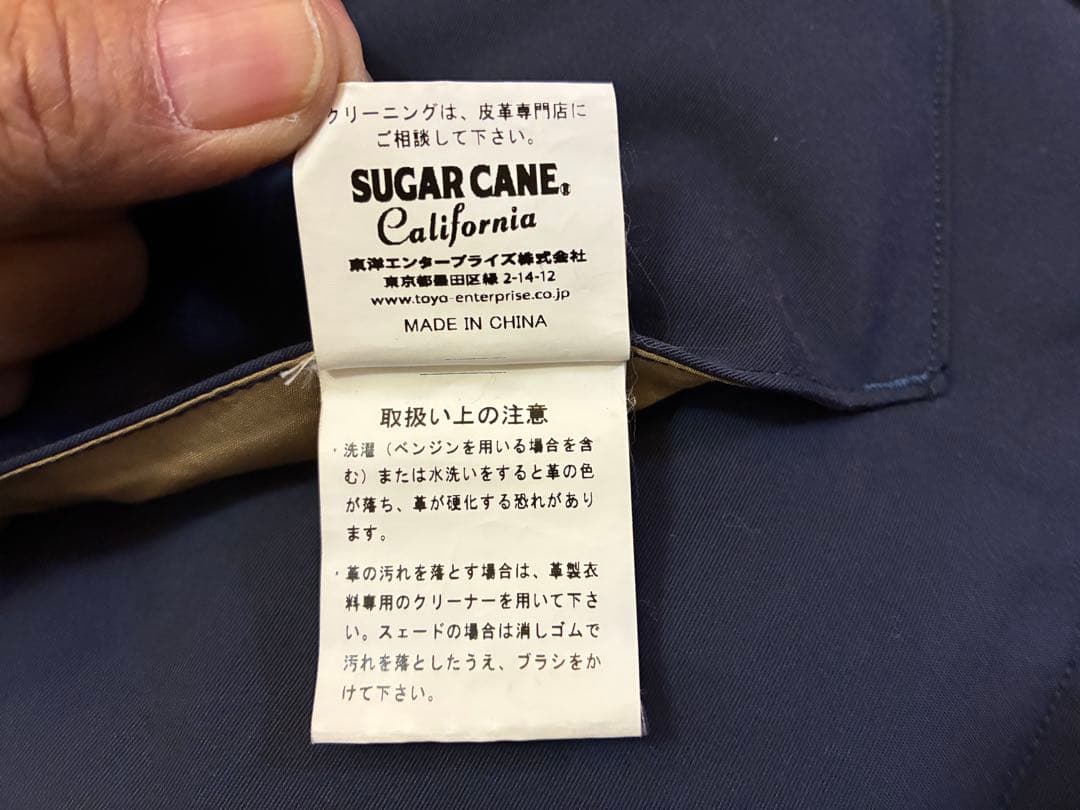 クリーニングは、皮革専門店に
ご相談して下さい。
SUGAR CANE®
California
東洋エンタープライズ株式会社
東京都墨田区緑 2-14-12
www.toyo-enterprise.co.jp
MADE IN CHINA
取扱い上の注意
・洗濯（ベンジンを用いる場合を含
む）または水洗いをすると革の色
が落ち、革が硬化する恐れがあり
ます。
・革の汚れを落とす場合は、革製衣
料専用のクリーナーを用いて下さ
い。スェードの場合は消しゴムで
汚れを落としたうえ、ブラシをか
けて下さい。